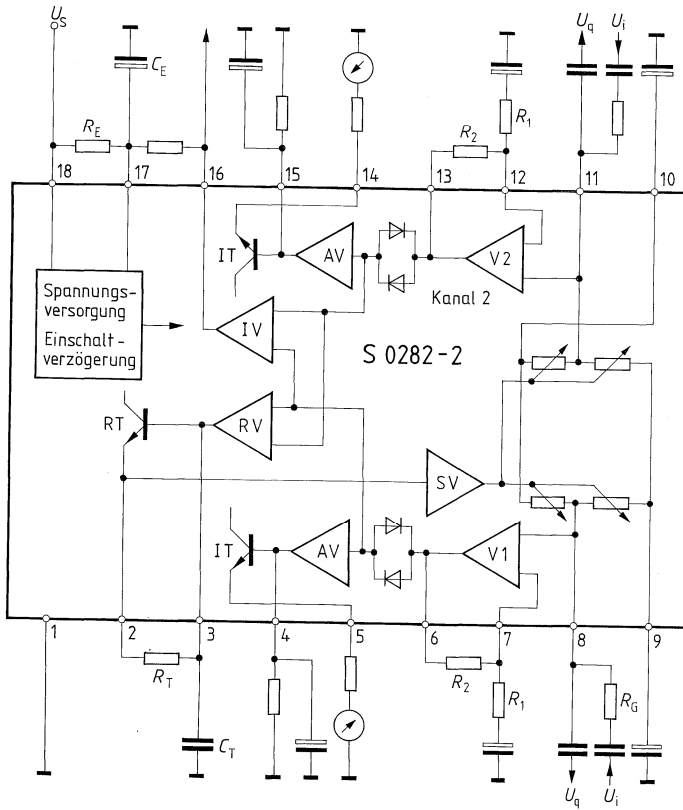 U_S
C_E
U_q U_i
R_E
R_2 R_1
18 17 16 15 14 13 12 11 10
IT AV V2
Spannungs-
versorgung
Einschalt-
verzögerung
Kanal 2
IV
S 0282-2
RT RV
SV
IT AV V1
1 2 3 4 5 6 7 8 9
R_T
R_2 R_1 R_G
C_T
U_q U_i